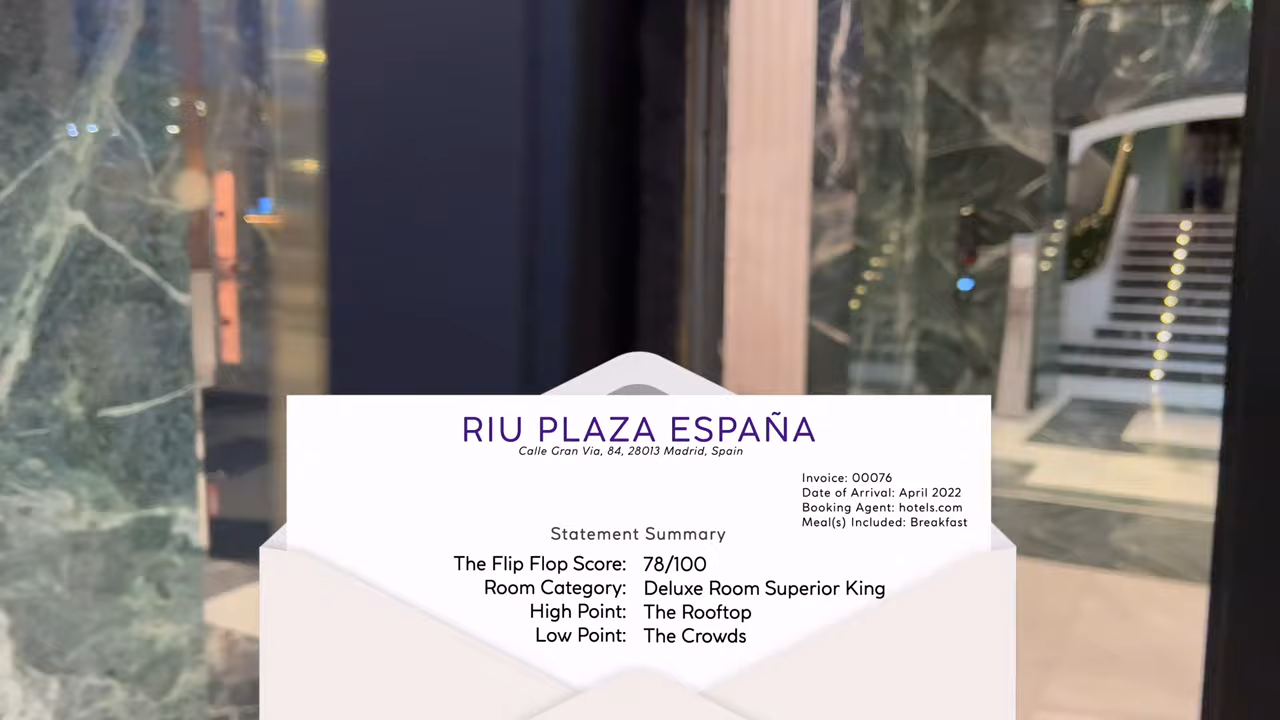 RIU PLAZA ESPAÑA
Calle Gran Via, 84, 28013 Madrid, Spain
Invoice: 00076
Date of Arrival: April 2022
Booking Agent: hotels.com
Meal(s) Included: Breakfast
Statement Summary
The Flip Flop Score: 78/100
Room Category: Deluxe Room Superior King
High Point: The Rooftop
Low Point: The Crowds